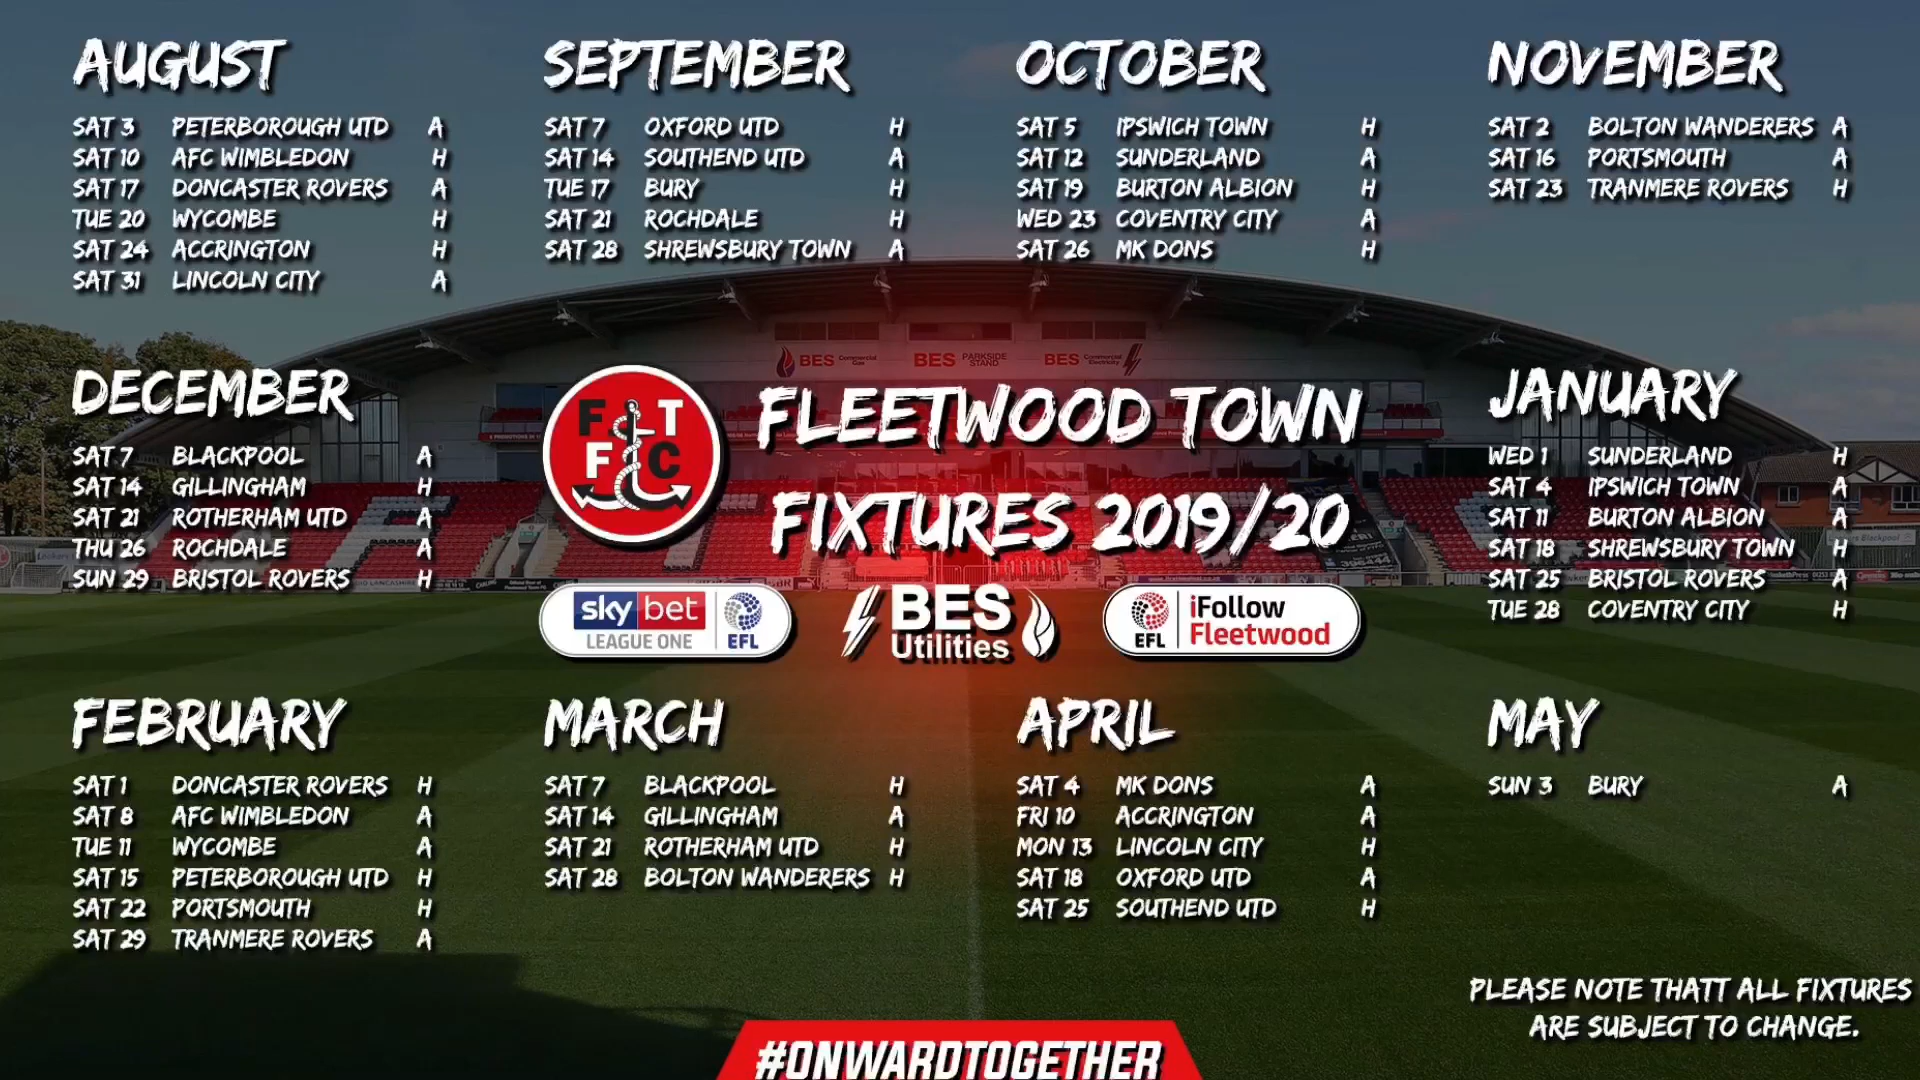 AUGUST
SAT 3 PETERBOROUGH UTD A
SAT 10 AFC WIMBLEDON H
SAT 17 DONCASTER ROVERS A
TUE 20 WYCOMBE H
SAT 24 ACCRINGTON H
SAT 31 LINCOLN CITY A
SEPTEMBER
SAT 7 OXFORD UTD H
SAT 14 SOUTHEND UTD A
TUE 17 BURY H
SAT 21 ROCHDALE H
SAT 28 SHREWSBURY TOWN A
OCTOBER
SAT 5 IPSWICH TOWN H
SAT 12 SUNDERLAND A
SAT 19 BURTON ALBION H
WED 23 COVENTRY CITY A
SAT 26 MK DONS H
NOVEMBER
SAT 2 BOLTON WANDERERS A
SAT 16 PORTSMOUTH A
SAT 23 TRANMERE ROVERS H
BES Commercial Gas
BES PARKSIDE STAND
BES Commercial Electricity
DECEMBER
SAT 7 BLACKPOOL A
SAT 14 GILLINGHAM H
SAT 21 ROTHERHAM UTD A
THU 26 ROCHDALE A
SUN 29 BRISTOL ROVERS H
F T
F C
FLEETWOOD TOWN
FIXTURES 2019/20
sky bet
LEAGUE ONE
EFL
BES
Utilities
EFL
iFollow
Fleetwood
JANUARY
WED 1 SUNDERLAND H
SAT 4 IPSWICH TOWN A
SAT 11 BURTON ALBION A
SAT 18 SHREWSBURY TOWN H
SAT 25 BRISTOL ROVERS A
TUE 28 COVENTRY CITY H
FEBRUARY
SAT 1 DONCASTER ROVERS H
SAT 8 AFC WIMBLEDON A
TUE 11 WYCOMBE A
SAT 15 PETERBOROUGH UTD H
SAT 22 PORTSMOUTH H
SAT 29 TRANMERE ROVERS A
MARCH
SAT 7 BLACKPOOL H
SAT 14 GILLINGHAM A
SAT 21 ROTHERHAM UTD H
SAT 28 BOLTON WANDERERS H
APRIL
SAT 4 MK DONS A
FRI 10 ACCRINGTON A
MON 13 LINCOLN CITY H
SAT 18 OXFORD UTD A
SAT 25 SOUTHEND UTD H
MAY
SUN 3 BURY A
PLEASE NOTE THATT ALL FIXTURES
ARE SUBJECT TO CHANGE.
#ONWARDTOGETHER